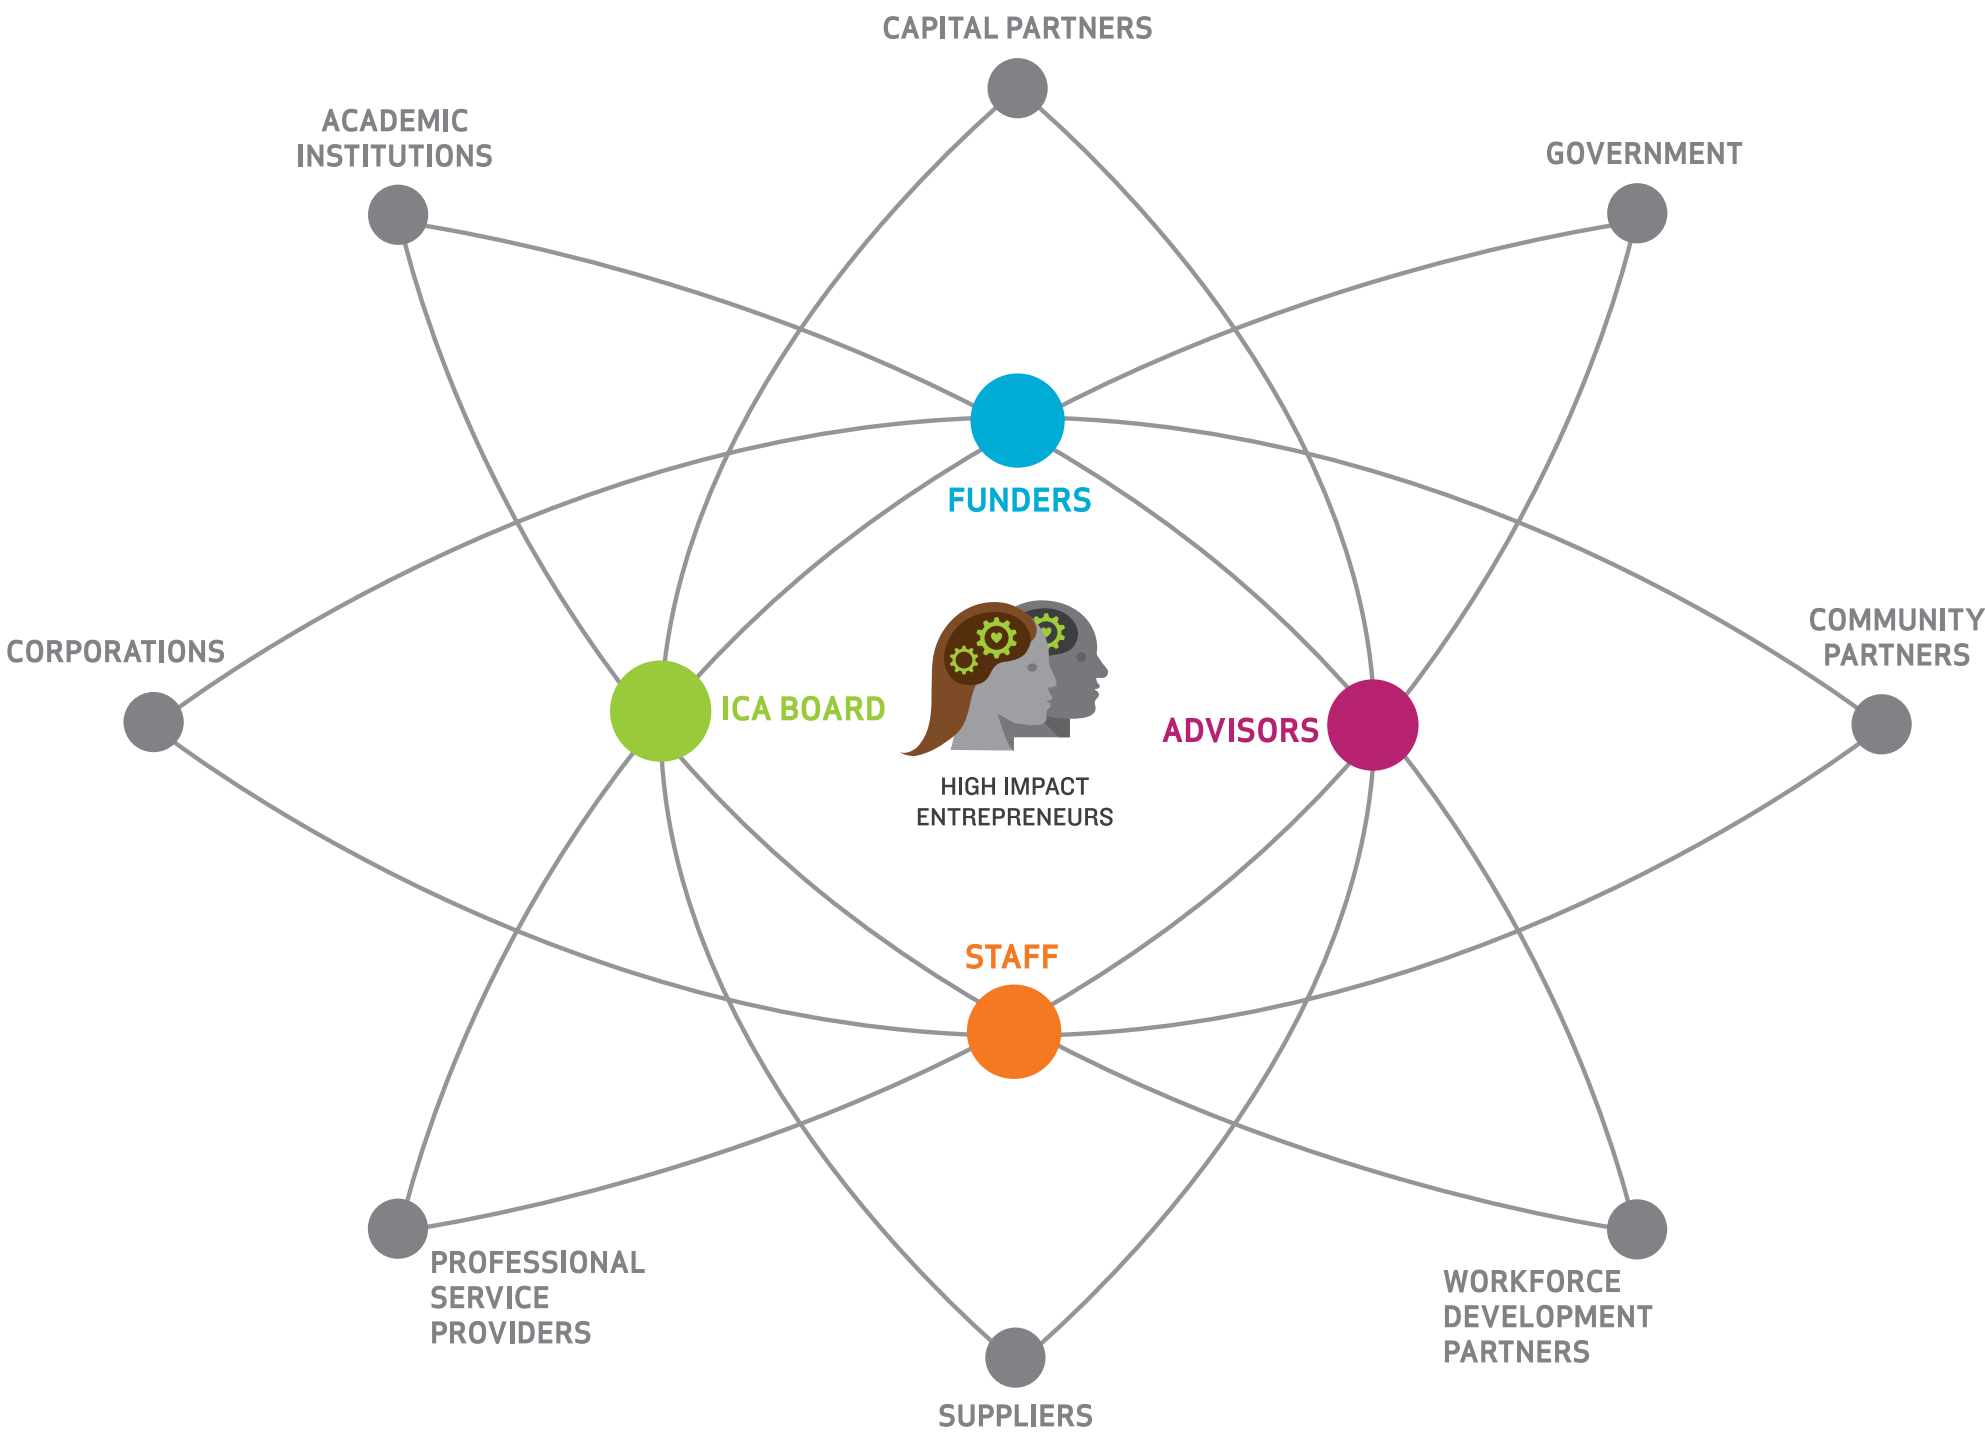 CAPITAL PARTNERS
ACADEMIC
INSTITUTIONS
GOVERNMENT
FUNDERS
CORPORATIONS
COMMUNITY
PARTNERS
ICA BOARD
ADVISORS
HIGH IMPACT
ENTREPRENEURS
STAFF
PROFESSIONAL
SERVICE
PROVIDERS
WORKFORCE
DEVELOPMENT
PARTNERS
SUPPLIERS